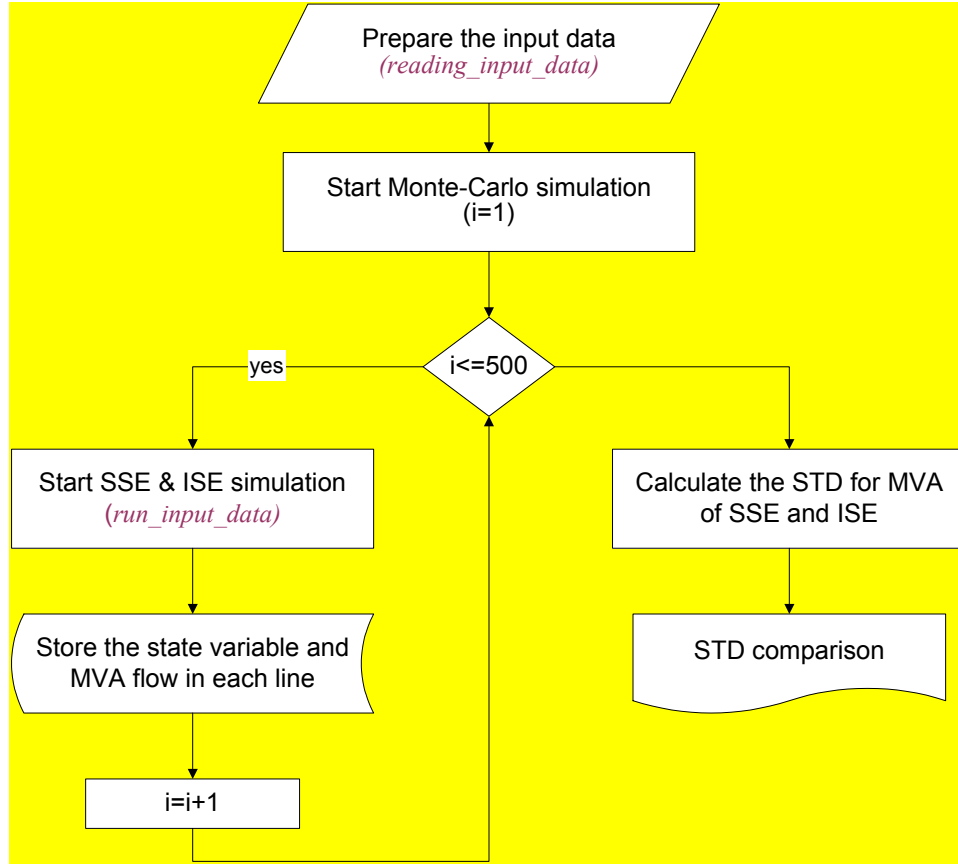 Prepare the input data
(reading_input_data)
Start Monte-Carlo simulation
(i=1)
i<=500
yes
Start SSE & ISE simulation
(run_input_data)
Store the state variable and
MVA flow in each line
i=i+1
Calculate the STD for MVA
of SSE and ISE
STD comparison